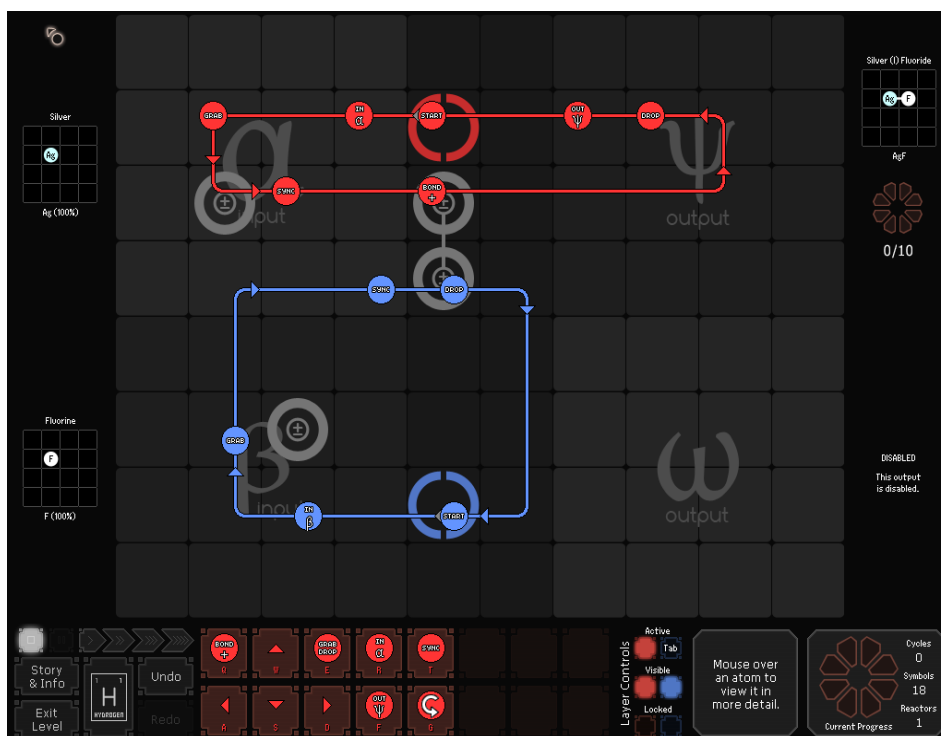 Silver
Ag
Ag (100%)
Fluorine
F
F (100%)
α
input
β
input
Ψ
output
ω
output
GRAB
IN
α
START
OUT
Ψ
DROP
SYNC
BOND
+
±
±
±
SYNC
DROP
GRAB
±
IN
β
START
Silver (I) Fluoride
Ag F
AgF
0/10
DISABLED
This output
is disabled.
Story
& Info
Exit
Level
1
H
HYDROGEN
Undo
Redo
BOND
+
Q
W
GRAB
DROP
E
IN
α
R
SYNC
T
A
S
D
OUT
Ψ
F
G
Layer Controls
Active
Tab
Visible
Locked
Mouse over
an atom to
view it in
more detail.
Cycles
0
Symbols
18
Reactors
1
Current Progress